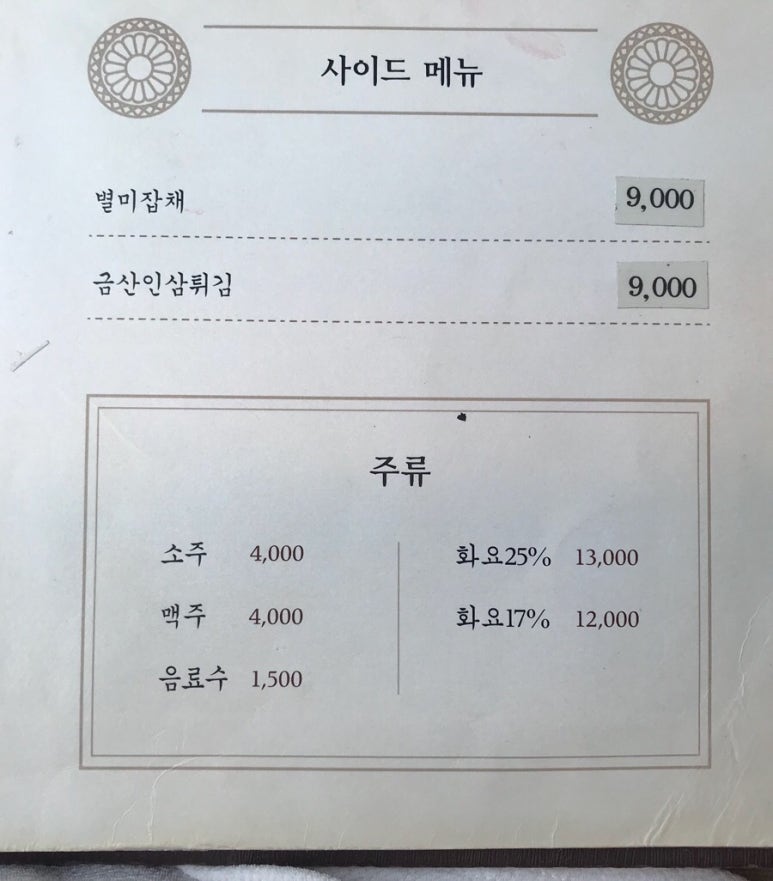 사이드 메뉴
별미잡채 9,000
금산인삼튀김 9,000
주류
소주 4,000
맥주 4,000
음료수 1,500
화요25% 13,000
화요17% 12,000